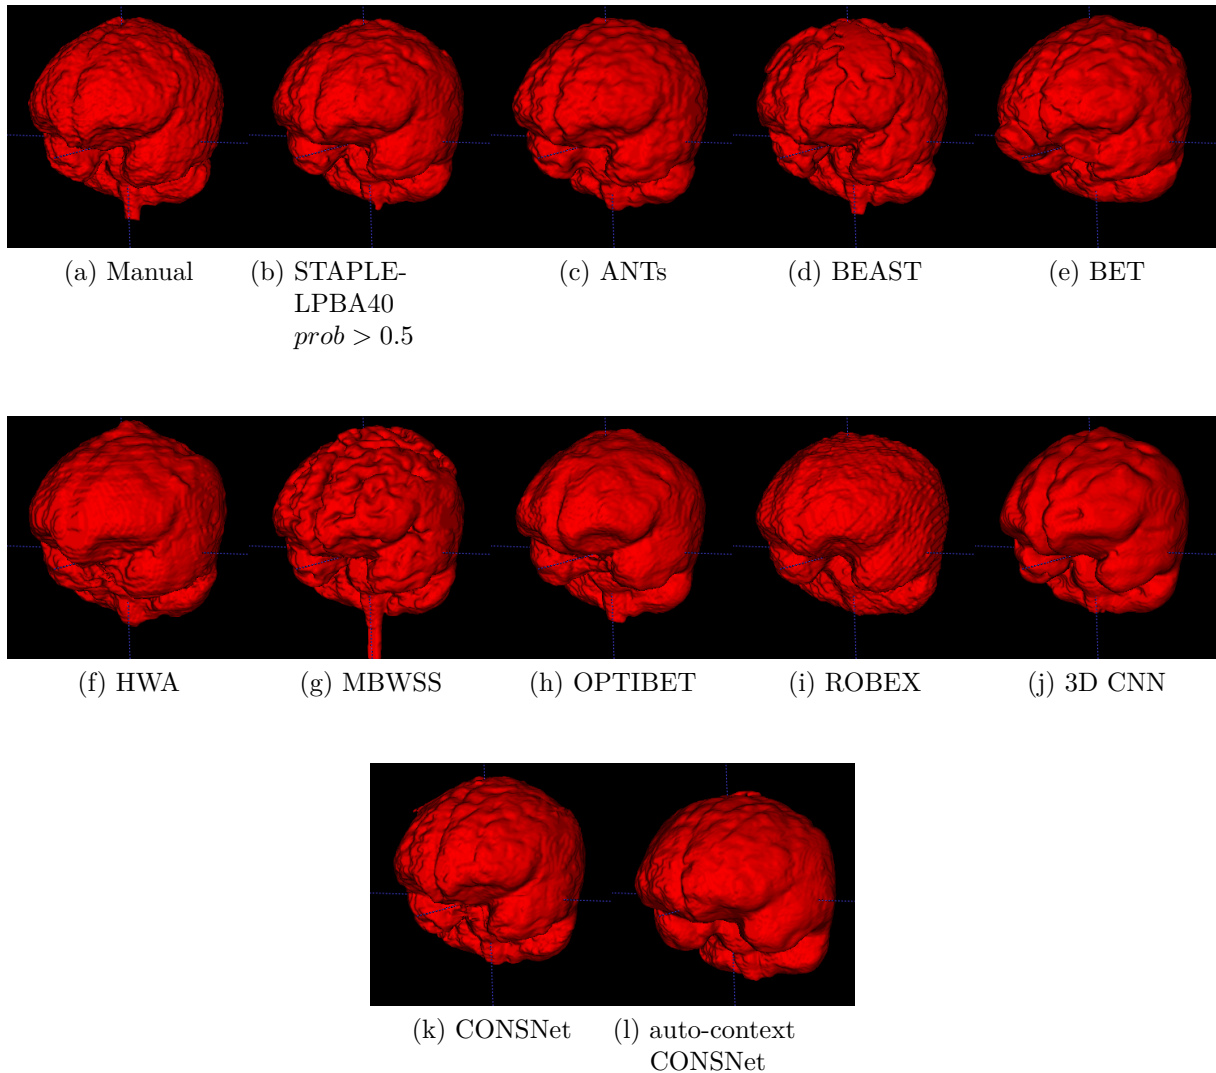 (a) Manual
(b) STAPLE-
LPBA40
prob > 0.5
(c) ANTs
(d) BEAST
(e) BET
(f) HWA
(g) MBWSS
(h) OPTIBET
(i) ROBEX
(j) 3D CNN
(k) CONSNet
(l) auto-context
CONSNet